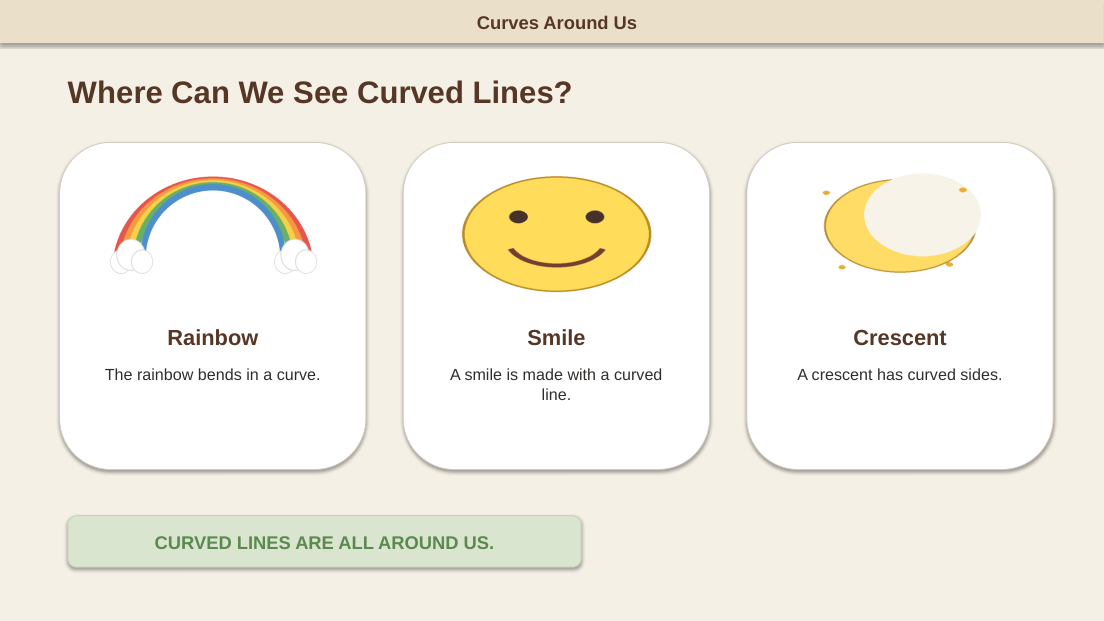 Curves Around Us
Where Can We See Curved Lines?
Rainbow
The rainbow bends in a curve.
Smile
A smile is made with a curved
line.
Crescent
A crescent has curved sides.
CURVED LINES ARE ALL AROUND US.